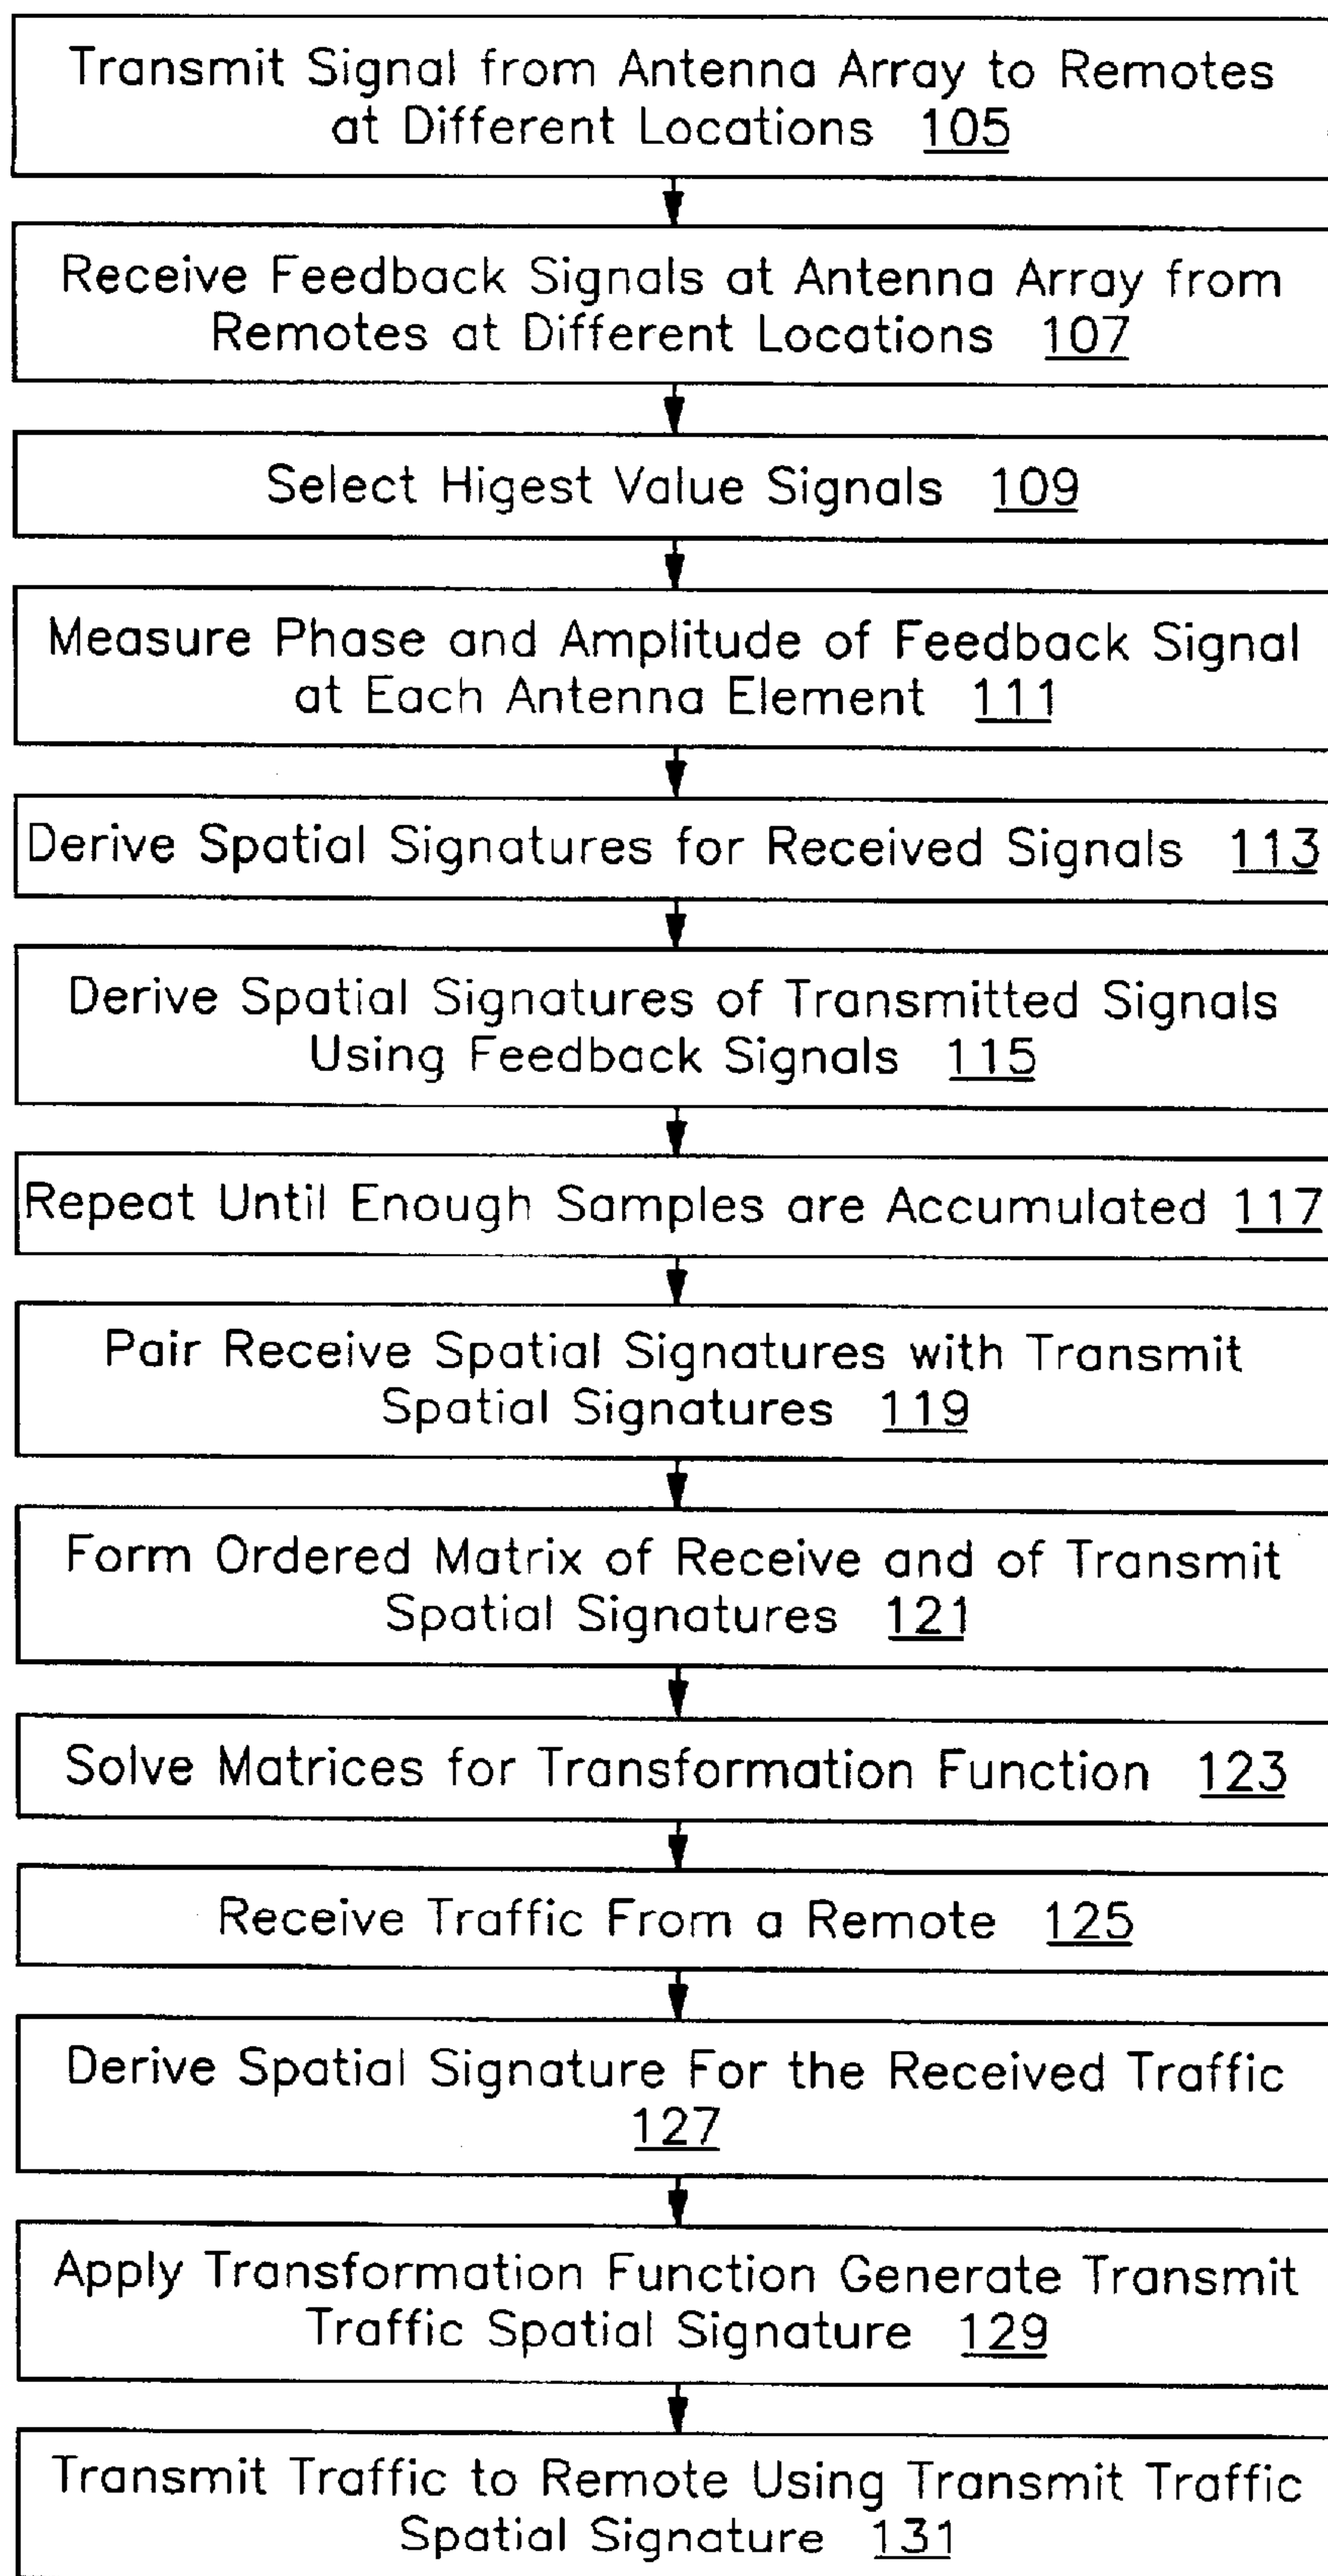 Transmit Signal from Antenna Array to Remotes
at Different Locations 105
Receive Feedback Signals at Antenna Array from
Remotes at Different Locations 107
Select Higest Value Signals 109
Measure Phase and Amplitude of Feedback Signal
at Each Antenna Element 111
Derive Spatial Signatures for Received Signals 113
Derive Spatial Signatures of Transmitted Signals
Using Feedback Signals 115
Repeat Until Enough Samples are Accumulated 117
Pair Receive Spatial Signatures with Transmit
Spatial Signatures 119
Form Ordered Matrix of Receive and of Transmit
Spatial Signatures 121
Solve Matrices for Transformation Function 123
Receive Traffic From a Remote 125
Derive Spatial Signature For the Received Traffic
127
Apply Transformation Function Generate Transmit
Traffic Spatial Signature 129
Transmit Traffic to Remote Using Transmit Traffic
Spatial Signature 131